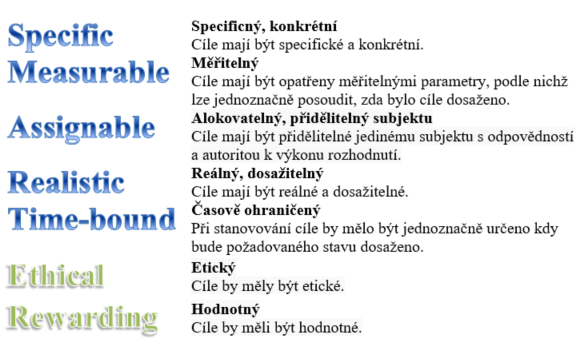 Specific
Specifický, konkrétní
Cíle mají být specifické a konkrétní.
Measurable
Měřitelný
Cíle mají být opatřeny měřitelnými parametry, podle nichž
lze jednoznačně posoudit, zda bylo cíle dosaženo.
Assignable
Alokovatelný, přidělitelný subjektu
Cíle mají být přidělitelné jedinému subjektu s odpovědností
a autoritou k výkonu rozhodnutí.
Realistic
Reálný, dosažitelný
Cíle mají být reálné a dosažitelné.
Time-bound
Časově ohraničený
Při stanovování cíle by mělo být jednoznačně určeno kdy
bude požadovaného stavu dosaženo.
Ethical
Etický
Cíle by měly být etické.
Rewarding
Hodnotný
Cíle by měli být hodnotné.